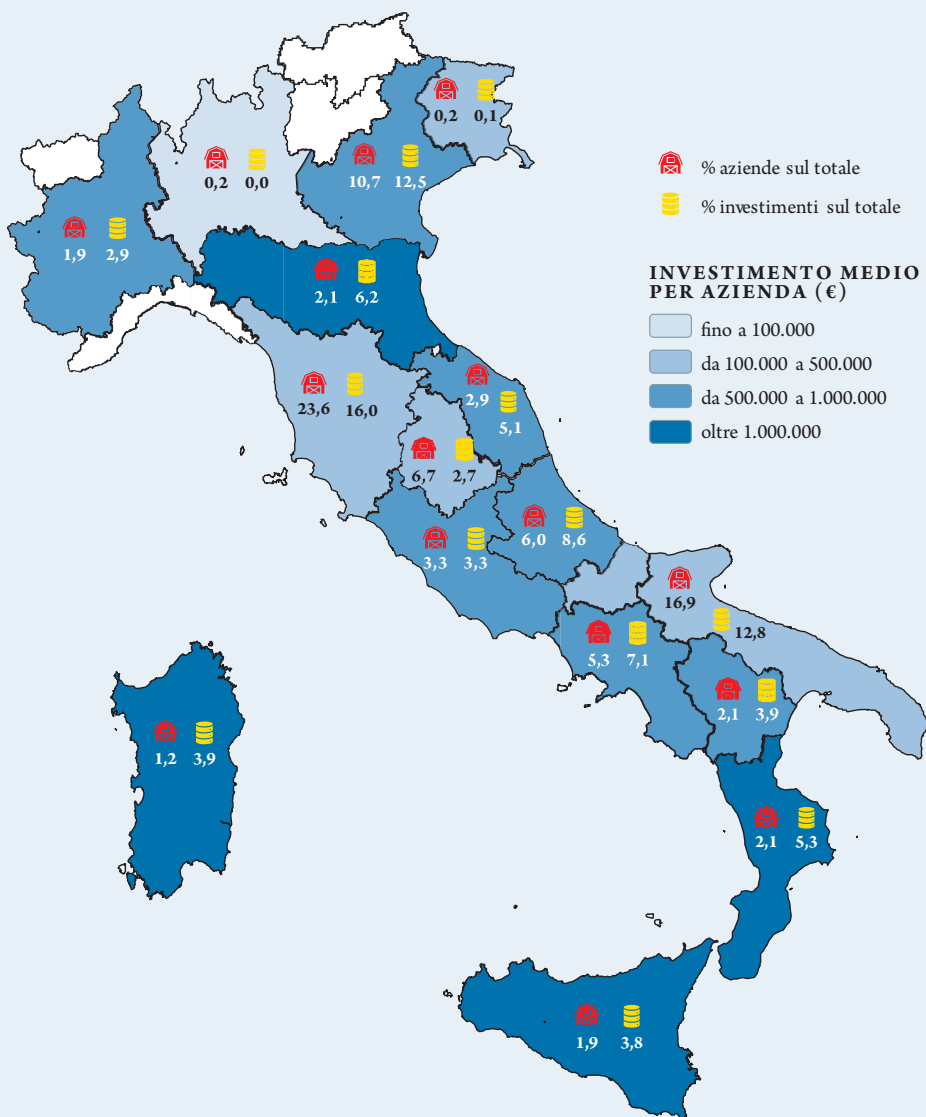 0,2 0,1
% aziende sul totale
0,2 0,0
10,7 12,5
% investimenti sul totale
1,9 2,9
INVESTIMENTO MEDIO
PER AZIENDA (€)
2,1 6,2
fino a 100.000
da 100.000 a 500.000
2,9
23,6 16,0
5,1
da 500.000 a 1.000.000
oltre 1.000.000
6,7 2,7
6,0 8,6
3,3 3,3
16,9
12,8
5,3 7,1
2,1 3,9
1,2 3,9
2,1 5,3
1,9 3,8